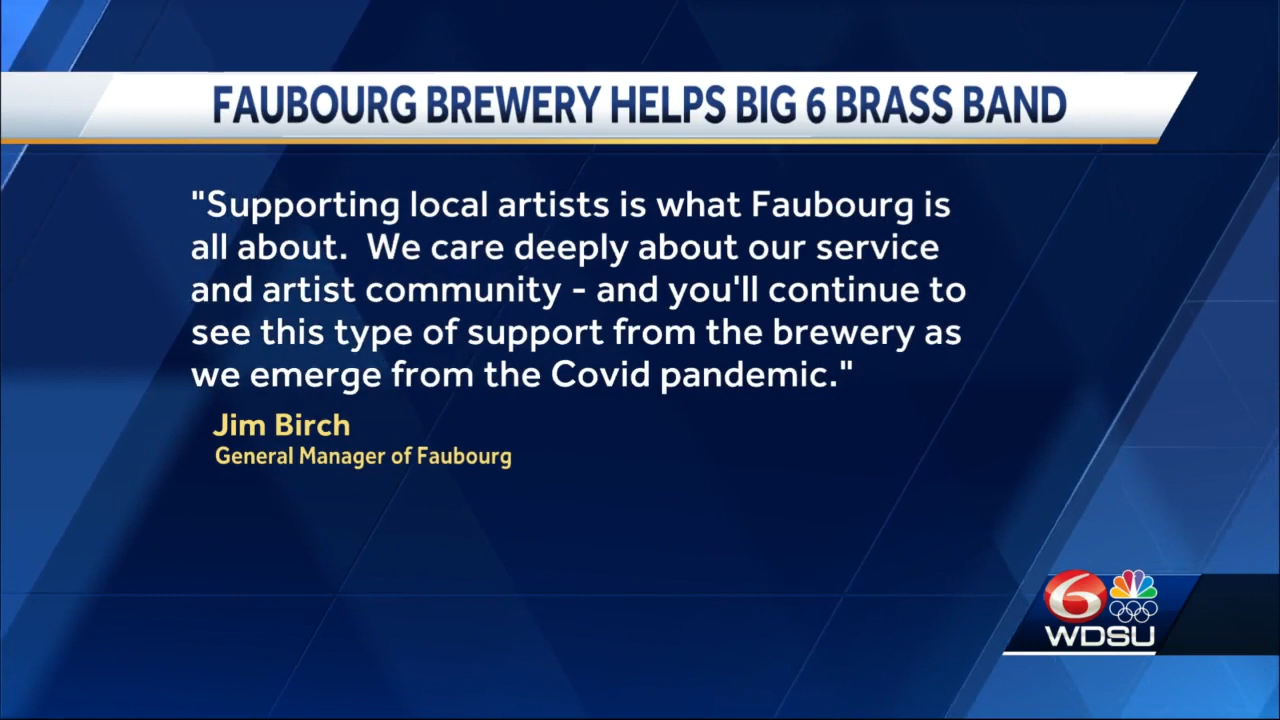 FAUBOURG BREWERY HELPS BIG 6 BRASS BAND
"Supporting local artists is what Faubourg is
all about.  We care deeply about our service
and artist community - and you'll continue to
see this type of support from the brewery as
we emerge from the Covid pandemic."
Jim Birch
General Manager of Faubourg
6
WDSU